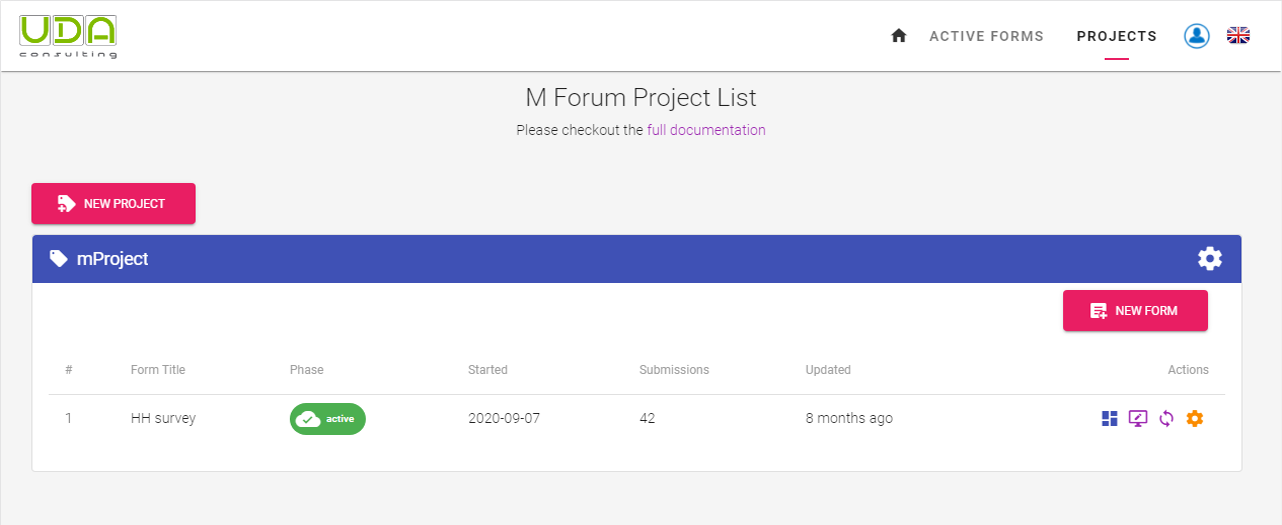 UDA
consulting
ACTIVE FORMS
PROJECTS
M Forum Project List
Please checkout the full documentation
NEW PROJECT
mProject
NEW FORM
# Form Title Phase Started Submissions Updated Actions
1 HH survey active 2020-09-07 42 8 months ago